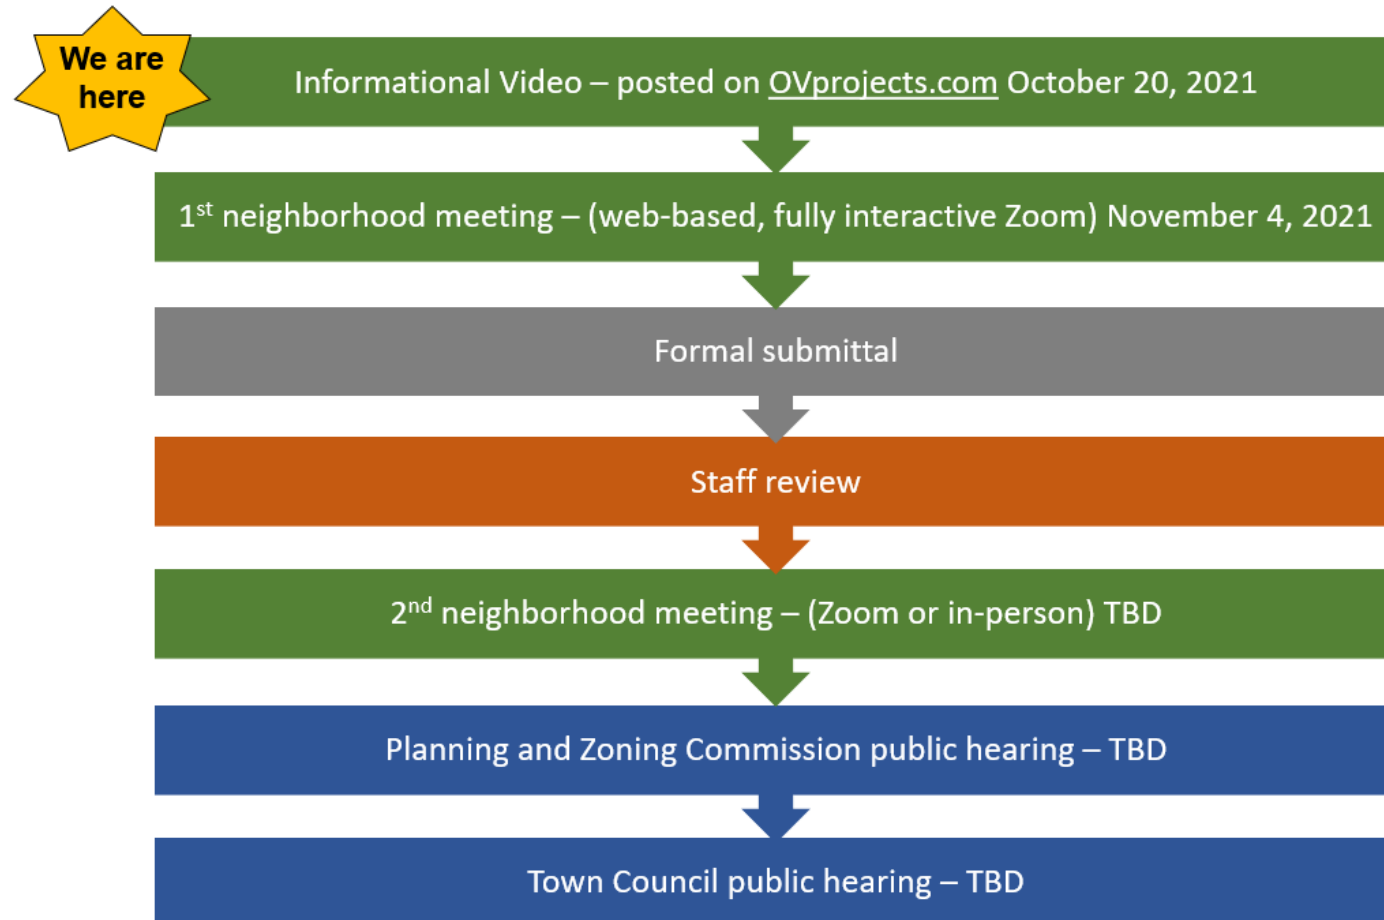 We are
here
Informational Video – posted on OVprojects.com October 20, 2021
1st neighborhood meeting – (web-based, fully interactive Zoom) November 4, 2021
Formal submittal
Staff review
2nd neighborhood meeting – (Zoom or in-person) TBD
Planning and Zoning Commission public hearing – TBD
Town Council public hearing – TBD